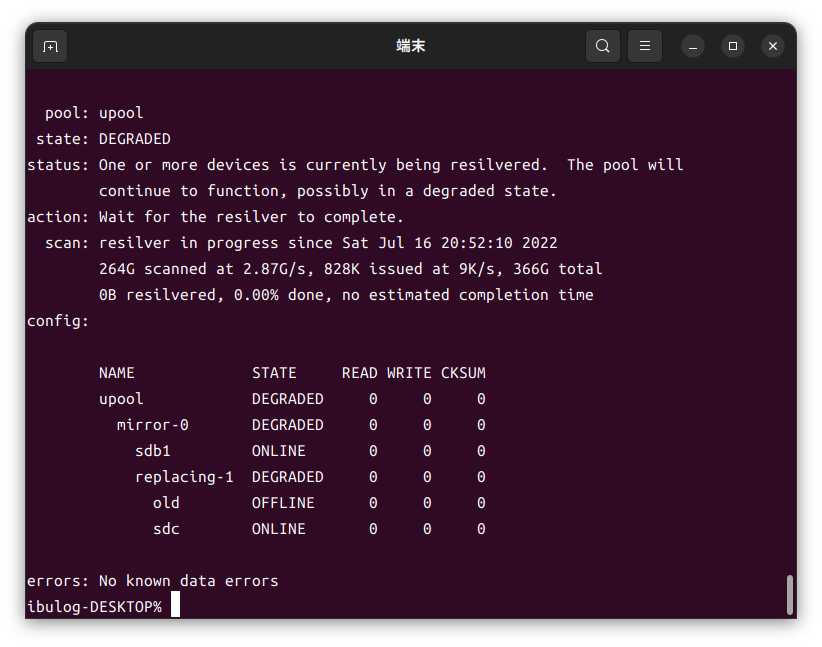 端末
pool: upool
state: DEGRADED
status: One or more devices is currently being resilvered.  The pool will
continue to function, possibly in a degraded state.
action: Wait for the resilver to complete.
scan: resilver in progress since Sat Jul 16 20:52:10 2022
264G scanned at 2.87G/s, 828K issued at 9K/s, 366G total
0B resilvered, 0.00% done, no estimated completion time
config:
NAME STATE READ WRITE CKSUM
upool DEGRADED 0 0 0
mirror-0 DEGRADED 0 0 0
sdb1 ONLINE 0 0 0
replacing-1 DEGRADED 0 0 0
old OFFLINE 0 0 0
sdc ONLINE 0 0 0
errors: No known data errors
ibulog-DESKTOP%